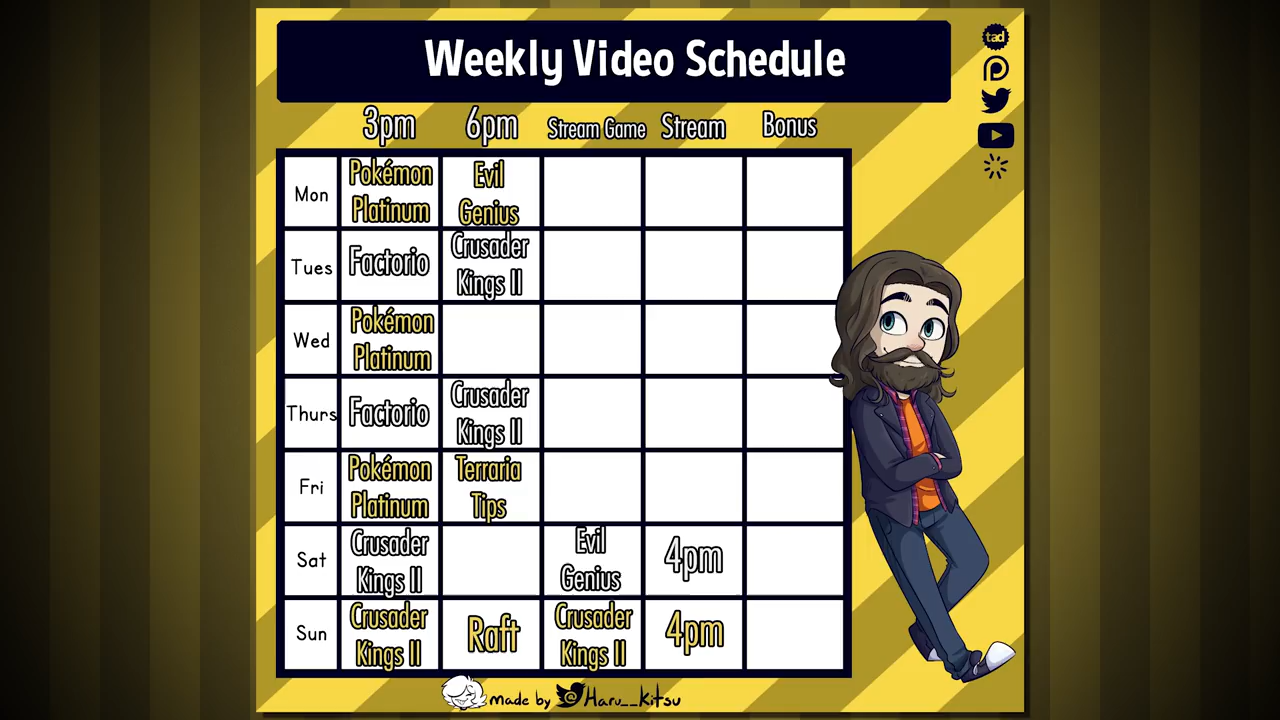 Weekly Video Schedule
tad
3pm 6pm Stream Game Stream Bonus
Mon Pokémon Platinum Evil Genius
Tues Factorio Crusader Kings II
Wed Pokémon Platinum
Thurs Factorio Crusader Kings II
Fri Pokémon Platinum Terraria Tips
Sat Crusader Kings II Evil Genius 4pm
Sun Crusader Kings II Raft Crusader Kings II 4pm
made by @Haru__Kitsu